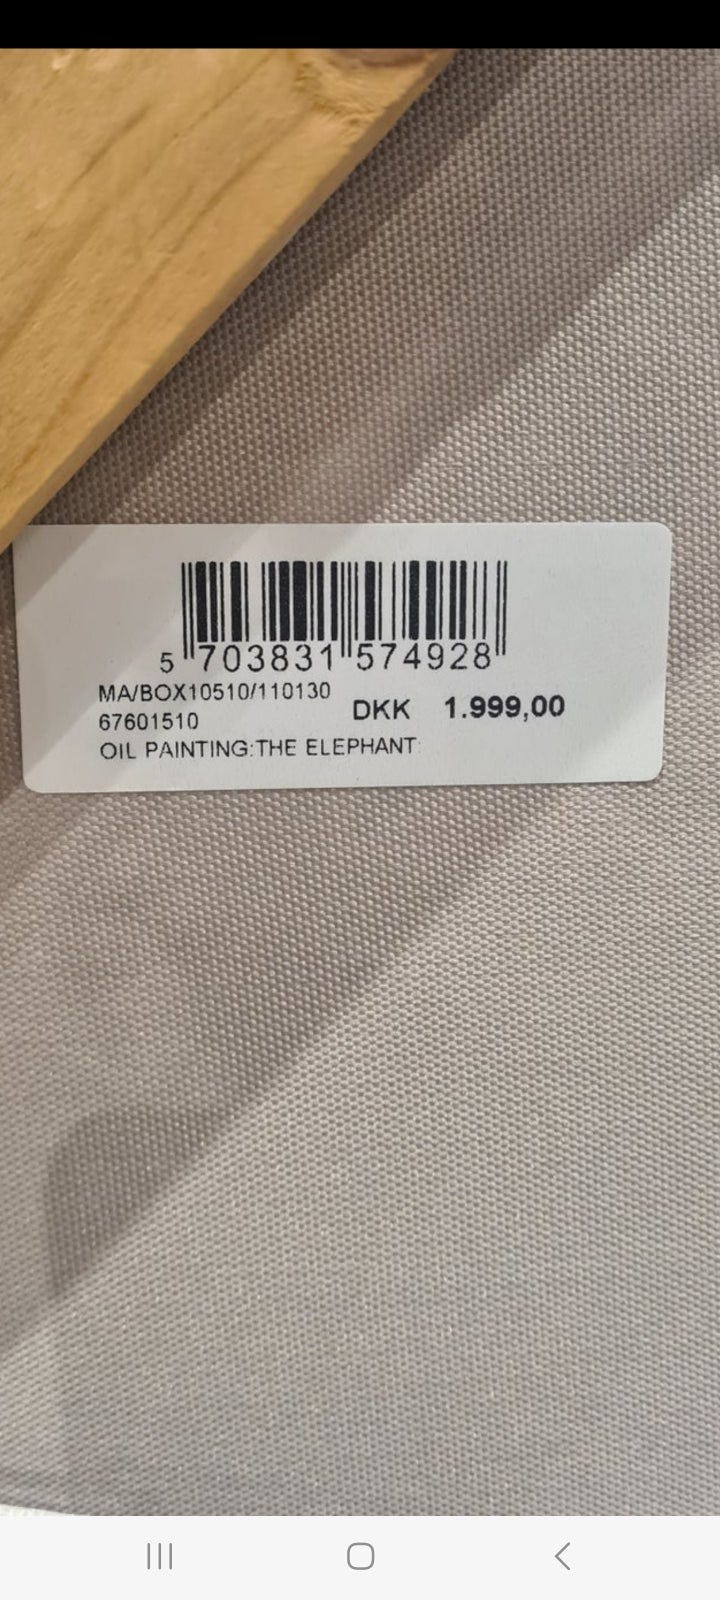 5 703831 574928
MA/BOX10510/110130
67601510 DKK 1.999,00
OIL PAINTING:THE ELEPHANT